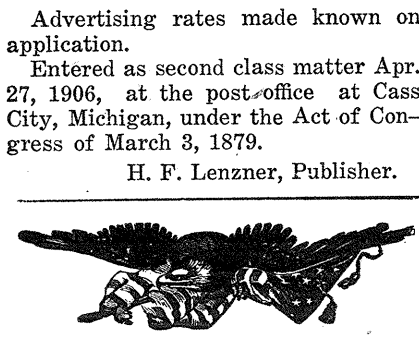 Advertising rates made known on
application.
Entered as second class matter Apr.
27, 1906, at the post office at Cass
City, Michigan, under the Act of Con-
gress of March 3, 1879.
H. F. Lenzner, Publisher.